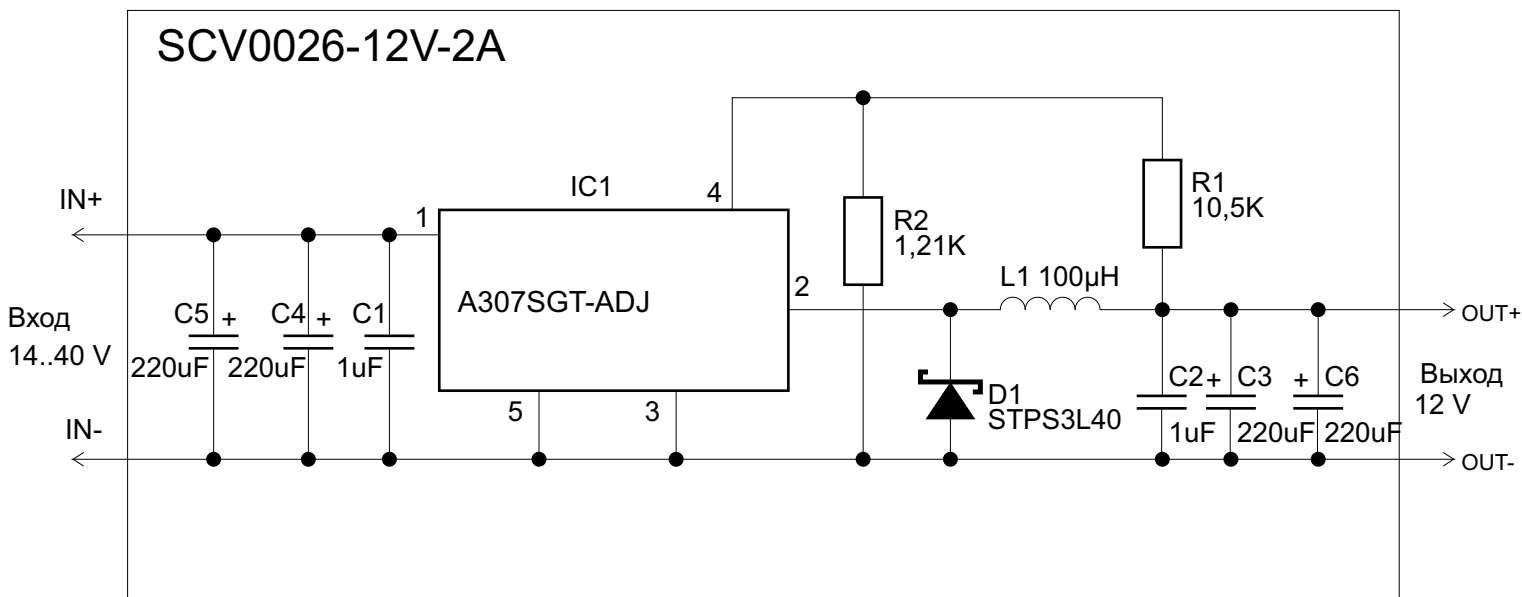 SCV0026-12V-2A
IC1
4
R1
10,5K
IN+
1
R2
1,21K
2
L1 100µH
A307SGT-ADJ
Вход
14..40 V
C5 +
220uF
C4 +
220uF
C1
1uF
OUT+
5
3
D1
STPS3L40
C2
1uF
+ C3
220uF
+ C6
220uF
Выход
12 V
IN-
OUT-